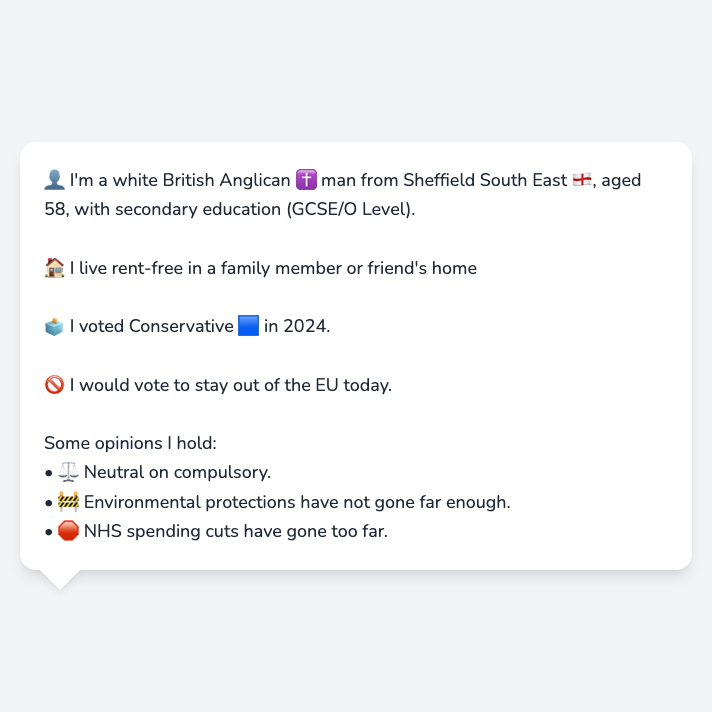 👤 I'm a white British Anglican ✝️ man from Sheffield South East 🏴󠁧󠁢󠁥󠁮󠁧󠁿, aged
58, with secondary education (GCSE/O Level).
🏠 I live rent-free in a family member or friend's home
🗳️ I voted Conservative 🟦 in 2024.
🚫 I would vote to stay out of the EU today.
Some opinions I hold:
• ⚖️ Neutral on compulsory.
• 🚧 Environmental protections have not gone far enough.
• 🛑 NHS spending cuts have gone too far.